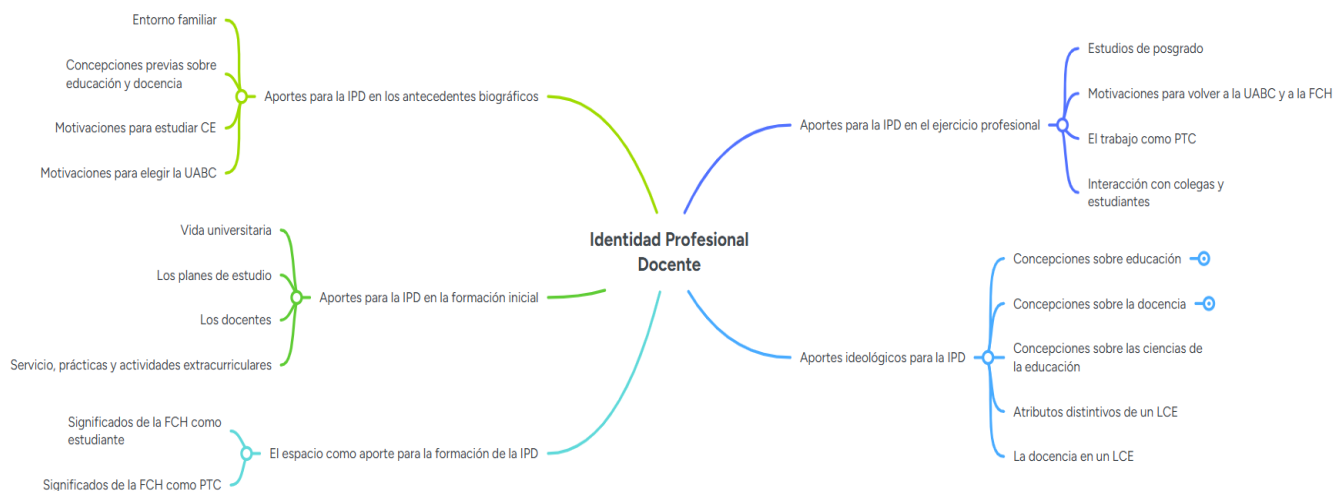 Identidad Profesional
Docente
Aportes para la IPD en los antecedentes biográficos
Entorno familiar
Concepciones previas sobre
educación y docencia
Motivaciones para estudiar CE
Motivaciones para elegir la UABC
Aportes para la IPD en la formación inicial
Vida universitaria
Los planes de estudio
Los docentes
Servicio, prácticas y actividades extracurriculares
El espacio como aporte para la formación de la IPD
Significados de la FCH como
estudiante
Significados de la FCH como PTC
Aportes para la IPD en el ejercicio profesional
Estudios de posgrado
Motivaciones para volver a la UABC y a la FCH
El trabajo como PTC
Interacción con colegas y
estudiantes
Aportes ideológicos para la IPD
Concepciones sobre educación
Concepciones sobre la docencia
Concepciones sobre las ciencias de
la educación
Atributos distintivos de un LCE
La docencia en un LCE